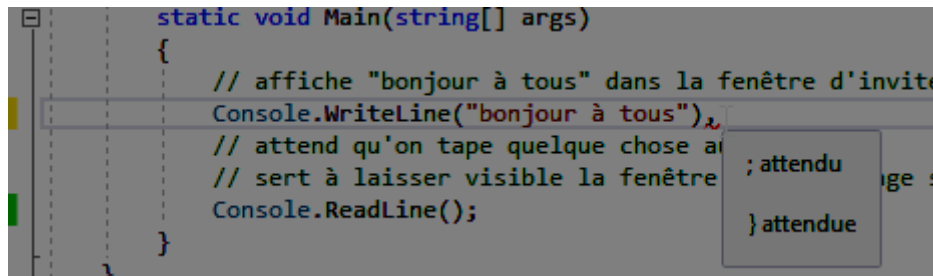 static void Main(string[] args)
{
// affiche "bonjour à tous" dans la fenêtre d'invite
Console.WriteLine("bonjour à tous"),
// attend qu'on tape quelque chose
; attendu
// sert à laisser visible la fenêtre
Console.ReadLine();
} attendue
}
}